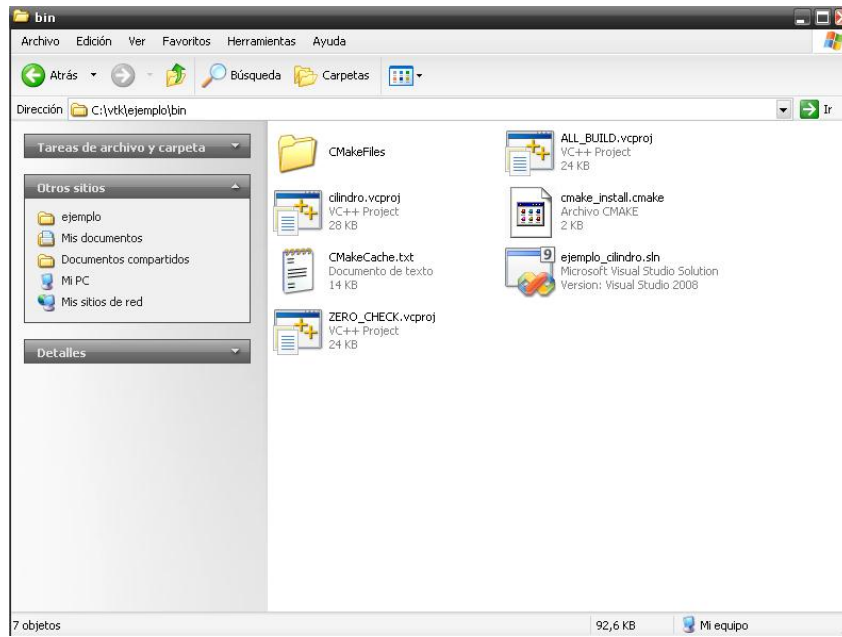 bin
Archivo Edición Ver Favoritos Herramientas Ayuda
Atrás Búsqueda Carpetas
Dirección C:\vtk\ejemplo\bin Ir
Tareas de archivo y carpeta
Otros sitios
ejemplo
Mis documentos
Documentos compartidos
Mi PC
Mis sitios de red
Detalles
CMakeFiles
ALL_BUILD.vcproj
VC++ Project
24 KB
cilindro.vcproj
VC++ Project
28 KB
cmake_install.cmake
Archivo CMAKE
2 KB
CMakeCache.txt
Documento de texto
14 KB
9
ejemplo_cilindro.sln
Microsoft Visual Studio Solution
Version: Visual Studio 2008
ZERO_CHECK.vcproj
VC++ Project
24 KB
7 objetos 92,6 KB Mi equipo